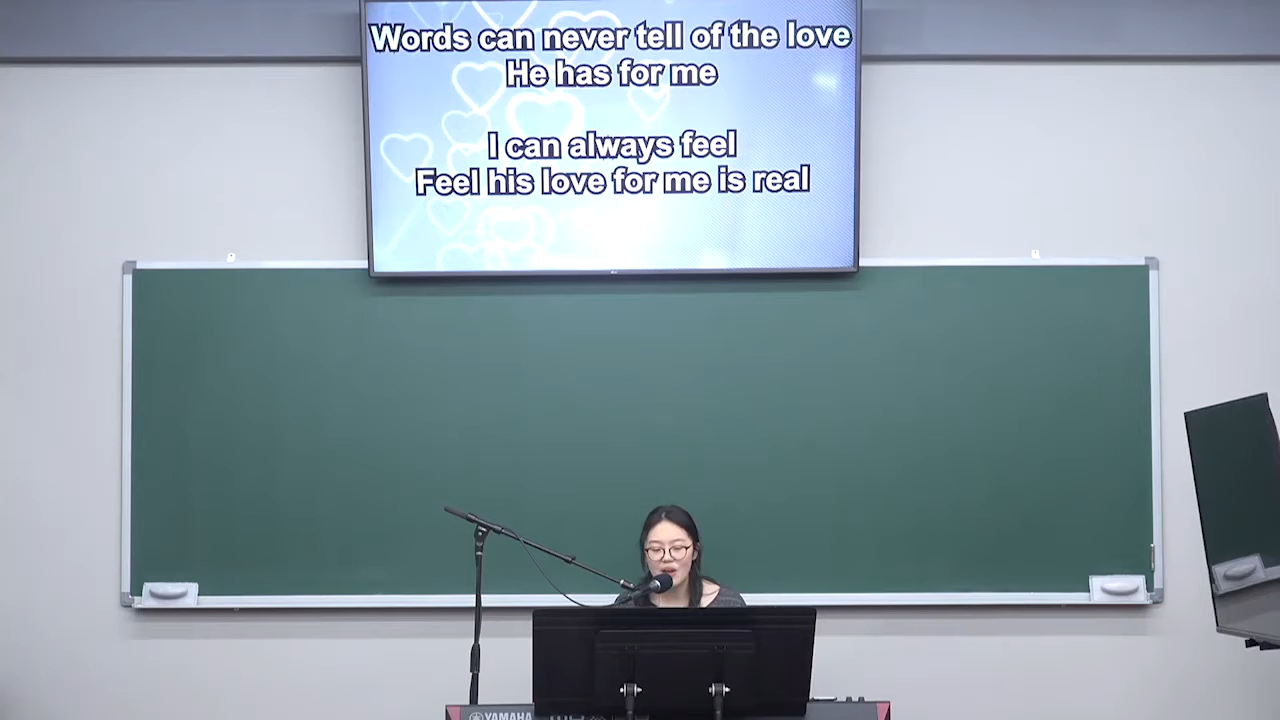 Words can never tell of the love
He has for me
I can always feel
Feel his love for me is real
YAMAHA